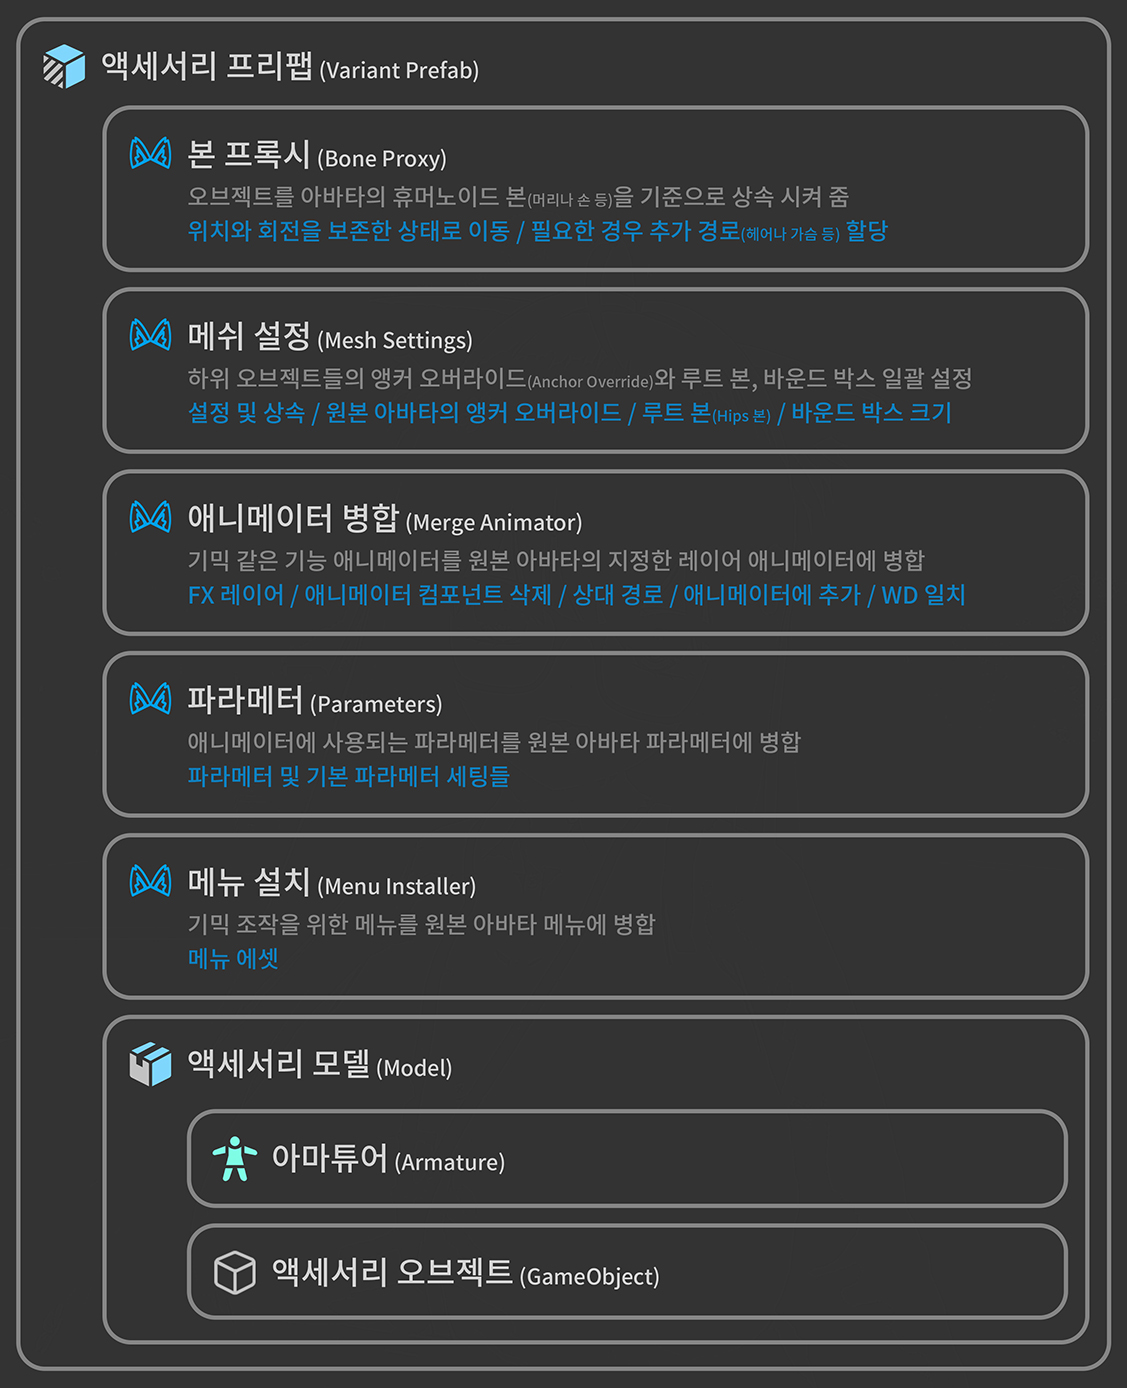 액세서리 프리팹 (Variant Prefab)
본 프록시 (Bone Proxy)
오브젝트를 아바타의 휴머노이드 본(머리나 손 등)을 기준으로 상속 시켜 줌
위치와 회전을 보존한 상태로 이동 / 필요한 경우 추가 경로(헤어나 가슴 등) 할당
메쉬 설정 (Mesh Settings)
하위 오브젝트들의 앵커 오버라이드(Anchor Override)와 루트 본, 바운드 박스 일괄 설정
설정 및 상속 / 원본 아바타의 앵커 오버라이드 / 루트 본(Hips 본) / 바운드 박스 크기
애니메이터 병합 (Merge Animator)
기믹 같은 기능 애니메이터를 원본 아바타의 지정한 레이어 애니메이터에 병합
FX 레이어 / 애니메이터 컴포넌트 삭제 / 상대 경로 / 애니메이터에 추가 / WD 일치
파라메터 (Parameters)
애니메이터에 사용되는 파라메터를 원본 아바타 파라메터에 병합
파라메터 및 기본 파라메터 세팅들
메뉴 설치 (Menu Installer)
기믹 조작을 위한 메뉴를 원본 아바타 메뉴에 병합
메뉴 에셋
액세서리 모델 (Model)
아마튜어 (Armature)
액세서리 오브젝트 (GameObject)